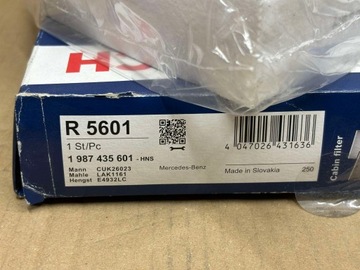 R 5601
1 St/Pc
1 987 435 601 - HNS
Mann CUK26023
Mahle LAK1161
Hengst E4932LC
Mercedes-Benz
4 047026 431636
Made in Slovakia
250
Cabin filter